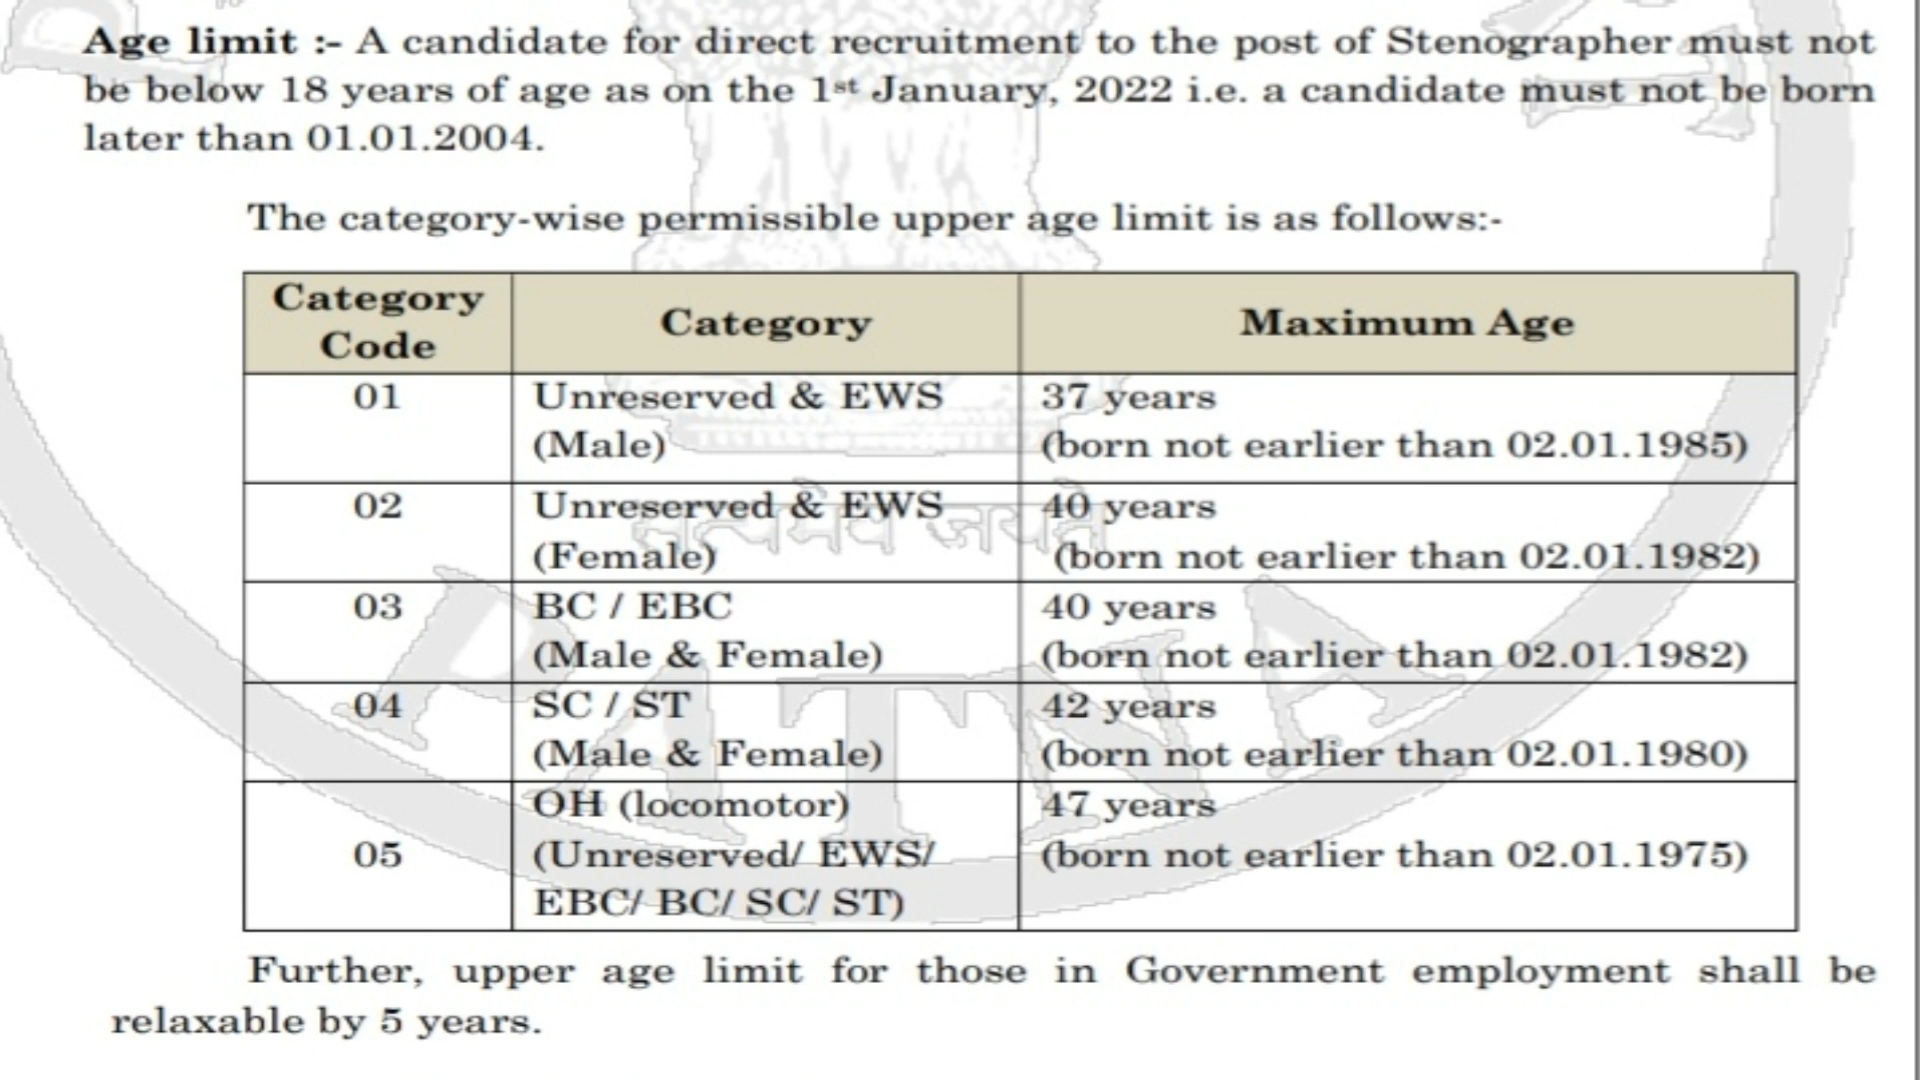 Age limit :- A candidate for direct recruitment to the post of Stenographer must not
be below 18 years of age as on the 1st January, 2022 i.e. a candidate must not be born
later than 01.01.2004.
The category-wise permissible upper age limit is as follows:-
Category
Code
Category
Maximum Age
01
Unreserved & EWS
(Male)
37 years
(born not earlier than 02.01.1985)
02
Unreserved & EWS
(Female)
40 years
(born not earlier than 02.01.1982)
03
BC / EBC
(Male & Female)
40 years
(born not earlier than 02.01.1982)
04
SC / ST
(Male & Female)
42 years
(born not earlier than 02.01.1980)
05
OH (locomotor)
(Unreserved/ EWS/
EBC/ BC/ SC/ ST)
47 years
(born not earlier than 02.01.1975)
Further, upper age limit for those in Government employment shall be
relaxable by 5 years.
सत्यमेव जयते
PATNA